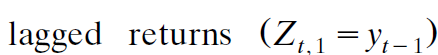 lagged returns (Z_{t,1} = y_{t-1})